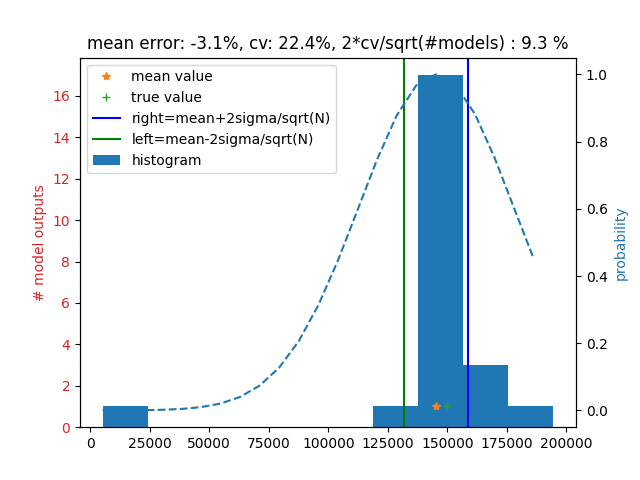 mean error: -3.1%, cv: 22.4%, 2*cv/sqrt(#models) : 9.3 %
mean value
true value
right=mean+2sigma/sqrt(N)
left=mean-2sigma/sqrt(N)
histogram
# model outputs
16
14
12
10
8
6
4
2
0
probability
1.0
0.8
0.6
0.4
0.2
0.0
0 25000 50000 75000 100000 125000 150000 175000 200000